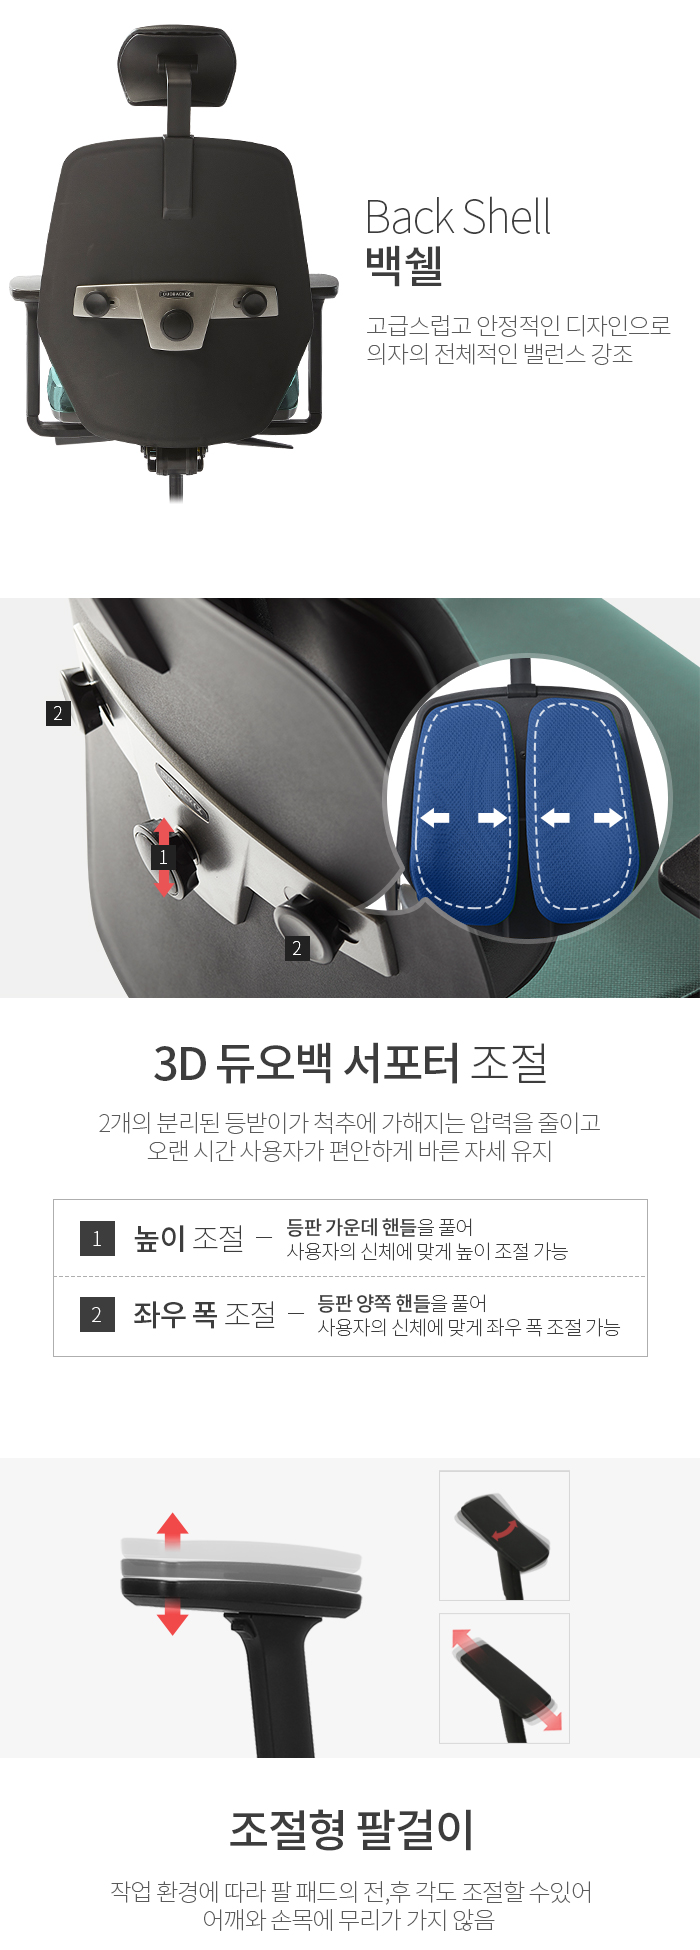 DUOBACK α
Back Shell
백쉘
고급스럽고 안정적인 디자인으로
의자의 전체적인 밸런스 강조
2
1
2
3D 듀오백 서포터 조절
2개의 분리된 등받이가 척추에 가해지는 압력을 줄이고
오랜 시간 사용자가 편안하게 바른 자세 유지
1 높이 조절 – 등판 가운데 핸들을 풀어
사용자의 신체에 맞게 높이 조절 가능
2 좌우 폭 조절 – 등판 양쪽 핸들을 풀어
사용자의 신체에 맞게 좌우 폭 조절 가능
조절형 팔걸이
작업 환경에 따라 팔 패드의 전,후 각도 조절할 수있어
어깨와 손목에 무리가 가지 않음